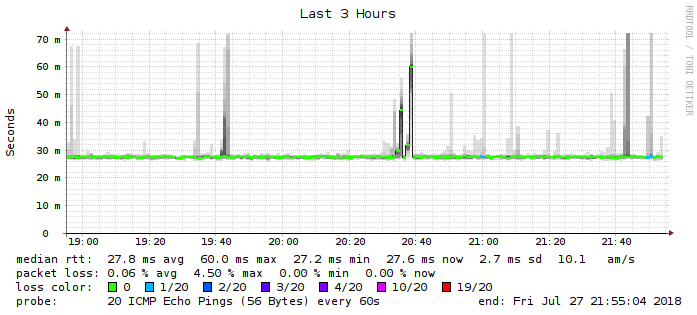 Last 3 Hours
RRDTOOL / TOBI OETIKER
Seconds
70 m
60 m
50 m
40 m
30 m
20 m
10 m
0
19:00 19:20 19:40 20:00 20:20 20:40 21:00 21:20 21:40
median rtt: 27.8 ms avg 60.0 ms max 27.2 ms min 27.6 ms now 2.7 ms sd 10.1 am/s
packet loss: 0.06 % avg 4.50 % max 0.00 % min 0.00 % now
loss color: 0 1/20 2/20 3/20 4/20 10/20 19/20
probe: 20 ICMP Echo Pings (56 Bytes) every 60s end: Fri Jul 27 21:55:04 2018